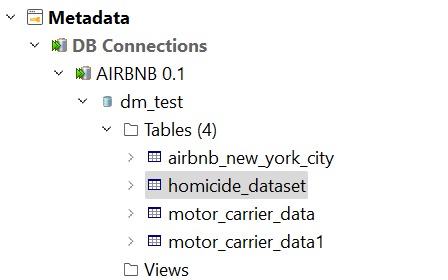 Metadata
DB Connections
AIRBNB 0.1
dm_test
Tables (4)
airbnb_new_york_city
homicide_dataset
motor_carrier_data
motor_carrier_data1
Views